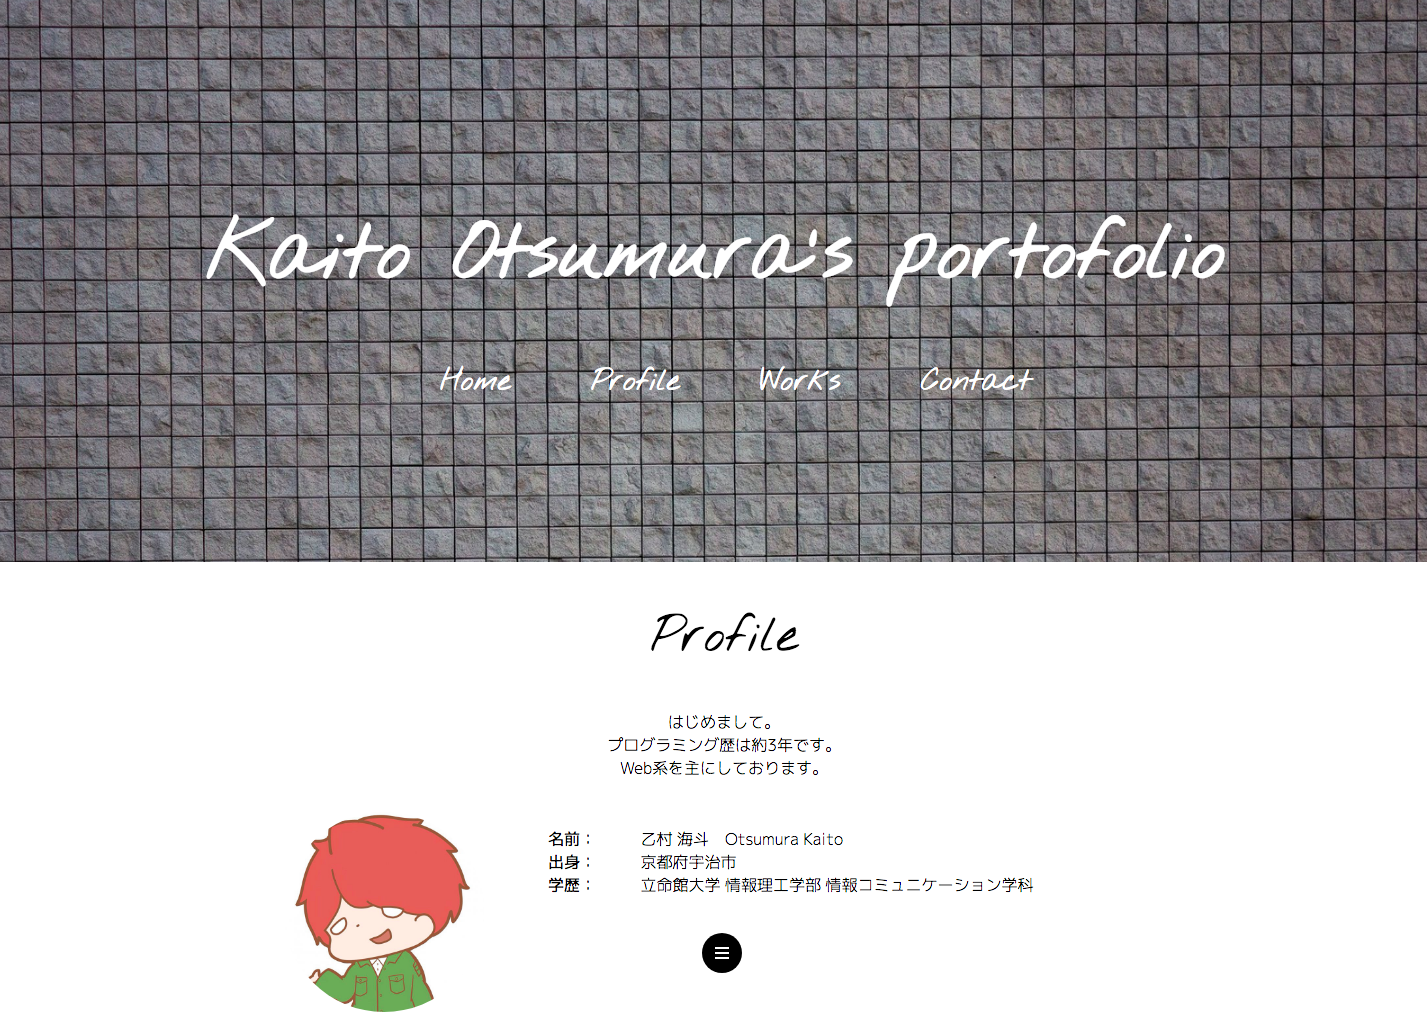 Kaito Otsumura's portofolio
Home Profile Works Contact
Profile
はじめまして。
プログラミング歴は約3年です。
Web系を主にしております。
名前： 乙村 海斗　Otsumura Kaito
出身： 京都府宇治市
学歴： 立命館大学 情報理工学部 情報コミュニケーション学科